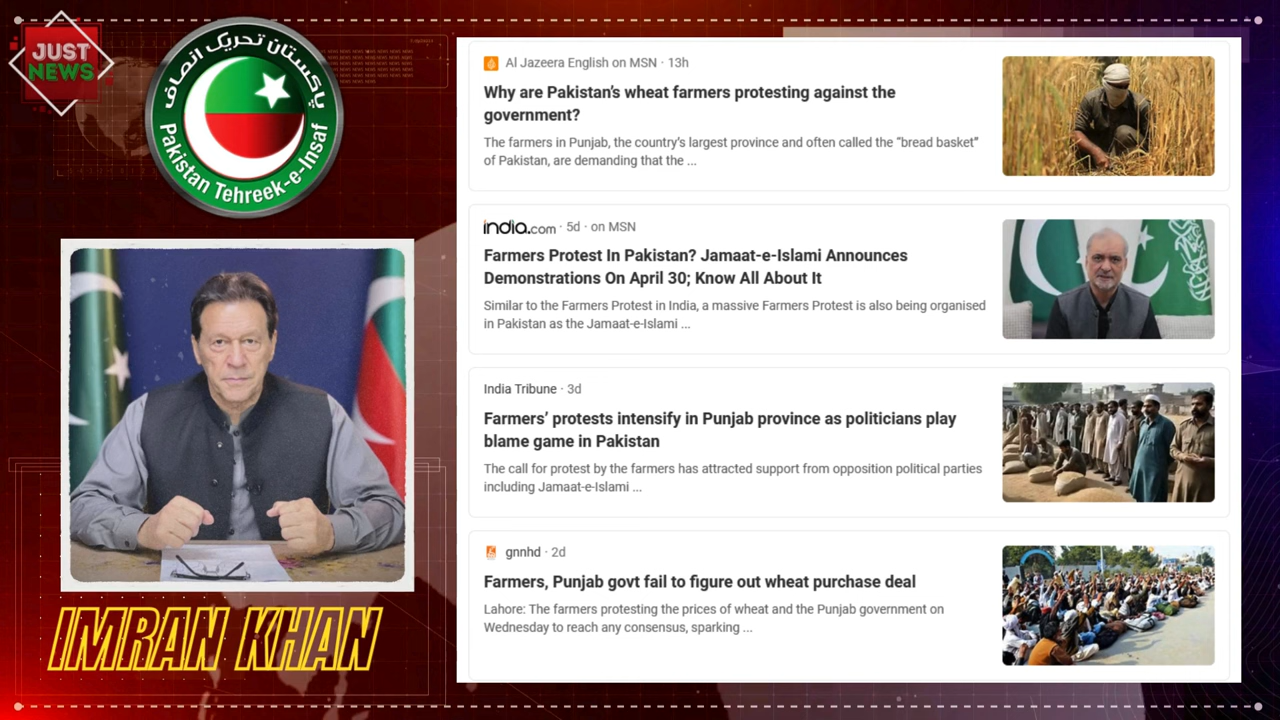 JUST
NEWS
پاکستان تحریک انصاف
Pakistan Tehreek-e-Insaf
IMRAN KHAN
Al Jazeera English on MSN · 13h
Why are Pakistan's wheat farmers protesting against the
government?
The farmers in Punjab, the country's largest province and often called the "bread basket"
of Pakistan, are demanding that the ...
india.com · 5d · on MSN
Farmers Protest In Pakistan? Jamaat-e-Islami Announces
Demonstrations On April 30; Know All About It
Similar to the Farmers Protest in India, a massive Farmers Protest is also being organised
in Pakistan as the Jamaat-e-Islami ...
India Tribune · 3d
Farmers' protests intensify in Punjab province as politicians play
blame game in Pakistan
The call for protest by the farmers has attracted support from opposition political parties
including Jamaat-e-Islami ...
gnnhd · 2d
Farmers, Punjab govt fail to figure out wheat purchase deal
Lahore: The farmers protesting the prices of wheat and the Punjab government on
Wednesday to reach any consensus, sparking ...